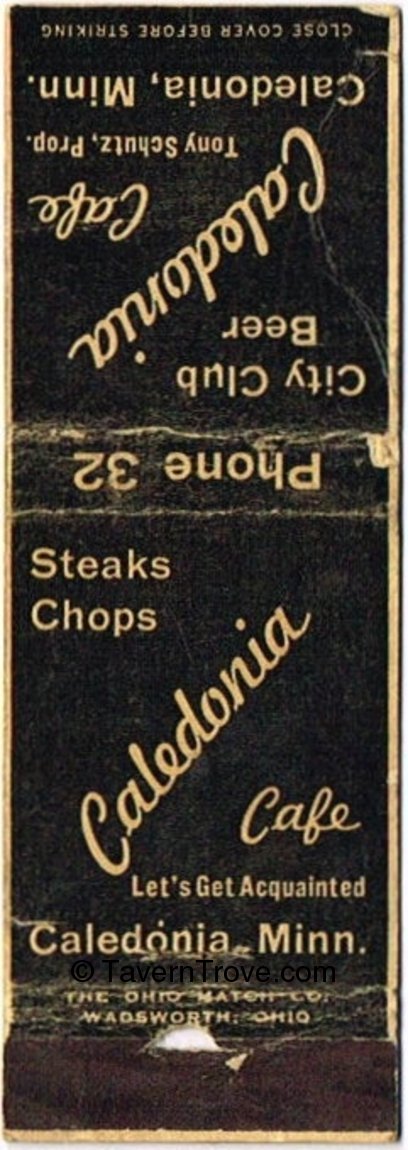 CLOSE COVER BEFORE STRIKING
Caledonia, Minn.
Tony Schutz, Prop.
Caledonia
Cafe
City Club
Beer
Phone 32
Steaks
Chops
Caledonia
Cafe
Let's Get Acquainted
Caledonia, Minn.
© TavernTrove.com
THE OHIO MATCH CO.
WADSWORTH, OHIO